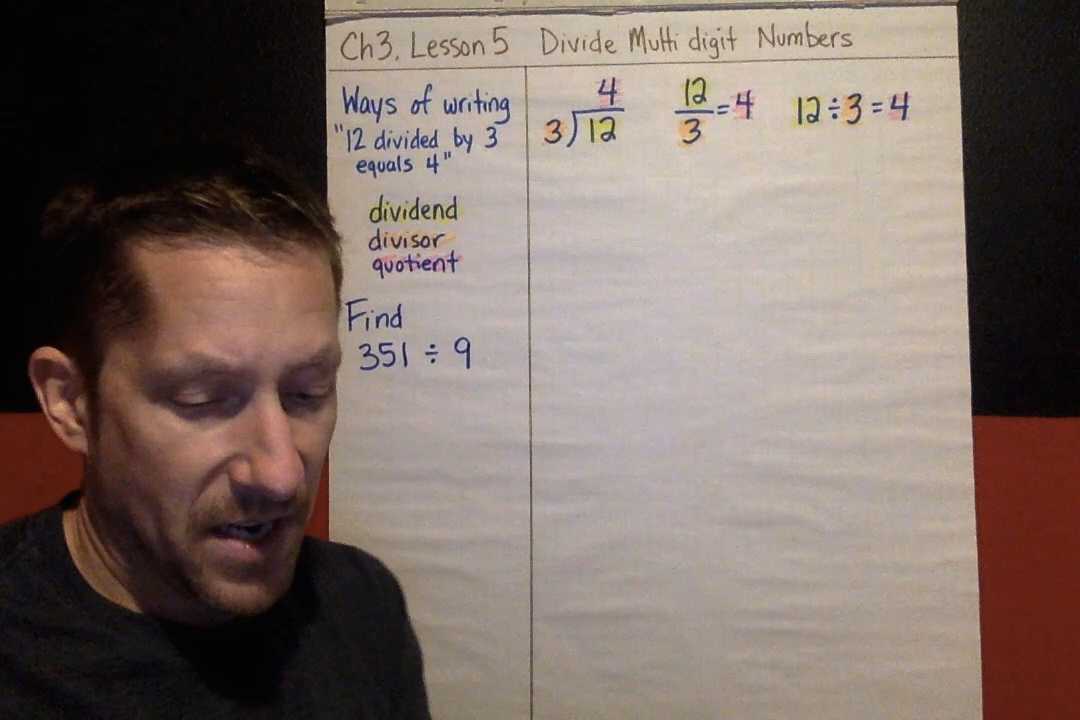 Ch3, Lesson 5 Divide Multi digit Numbers
Ways of writing
"12 divided by 3
equals 4"
4
3)12
12
3
=4
12÷3=4
dividend
divisor
quotient
Find
351 ÷ 9